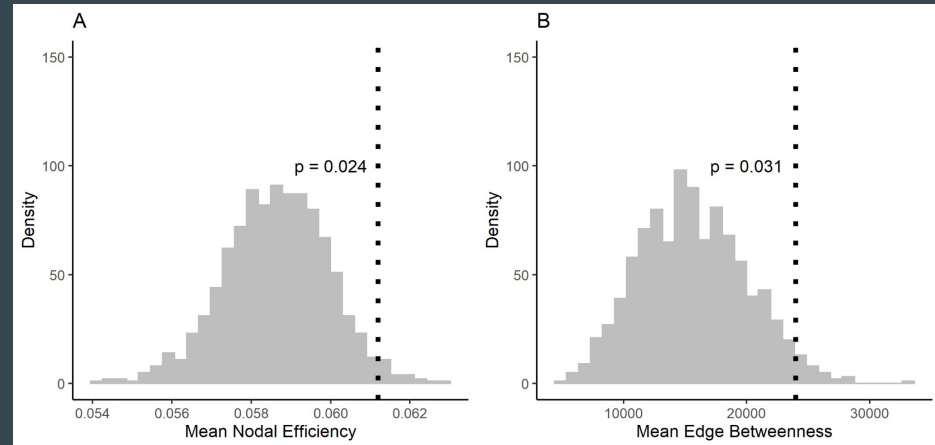 A
150
100
50
0
Density
p = 0.024
0.054 0.056 0.058 0.060 0.062
Mean Nodal Efficiency
B
150
100
50
0
Density
p = 0.031
10000 20000 30000
Mean Edge Betweenness